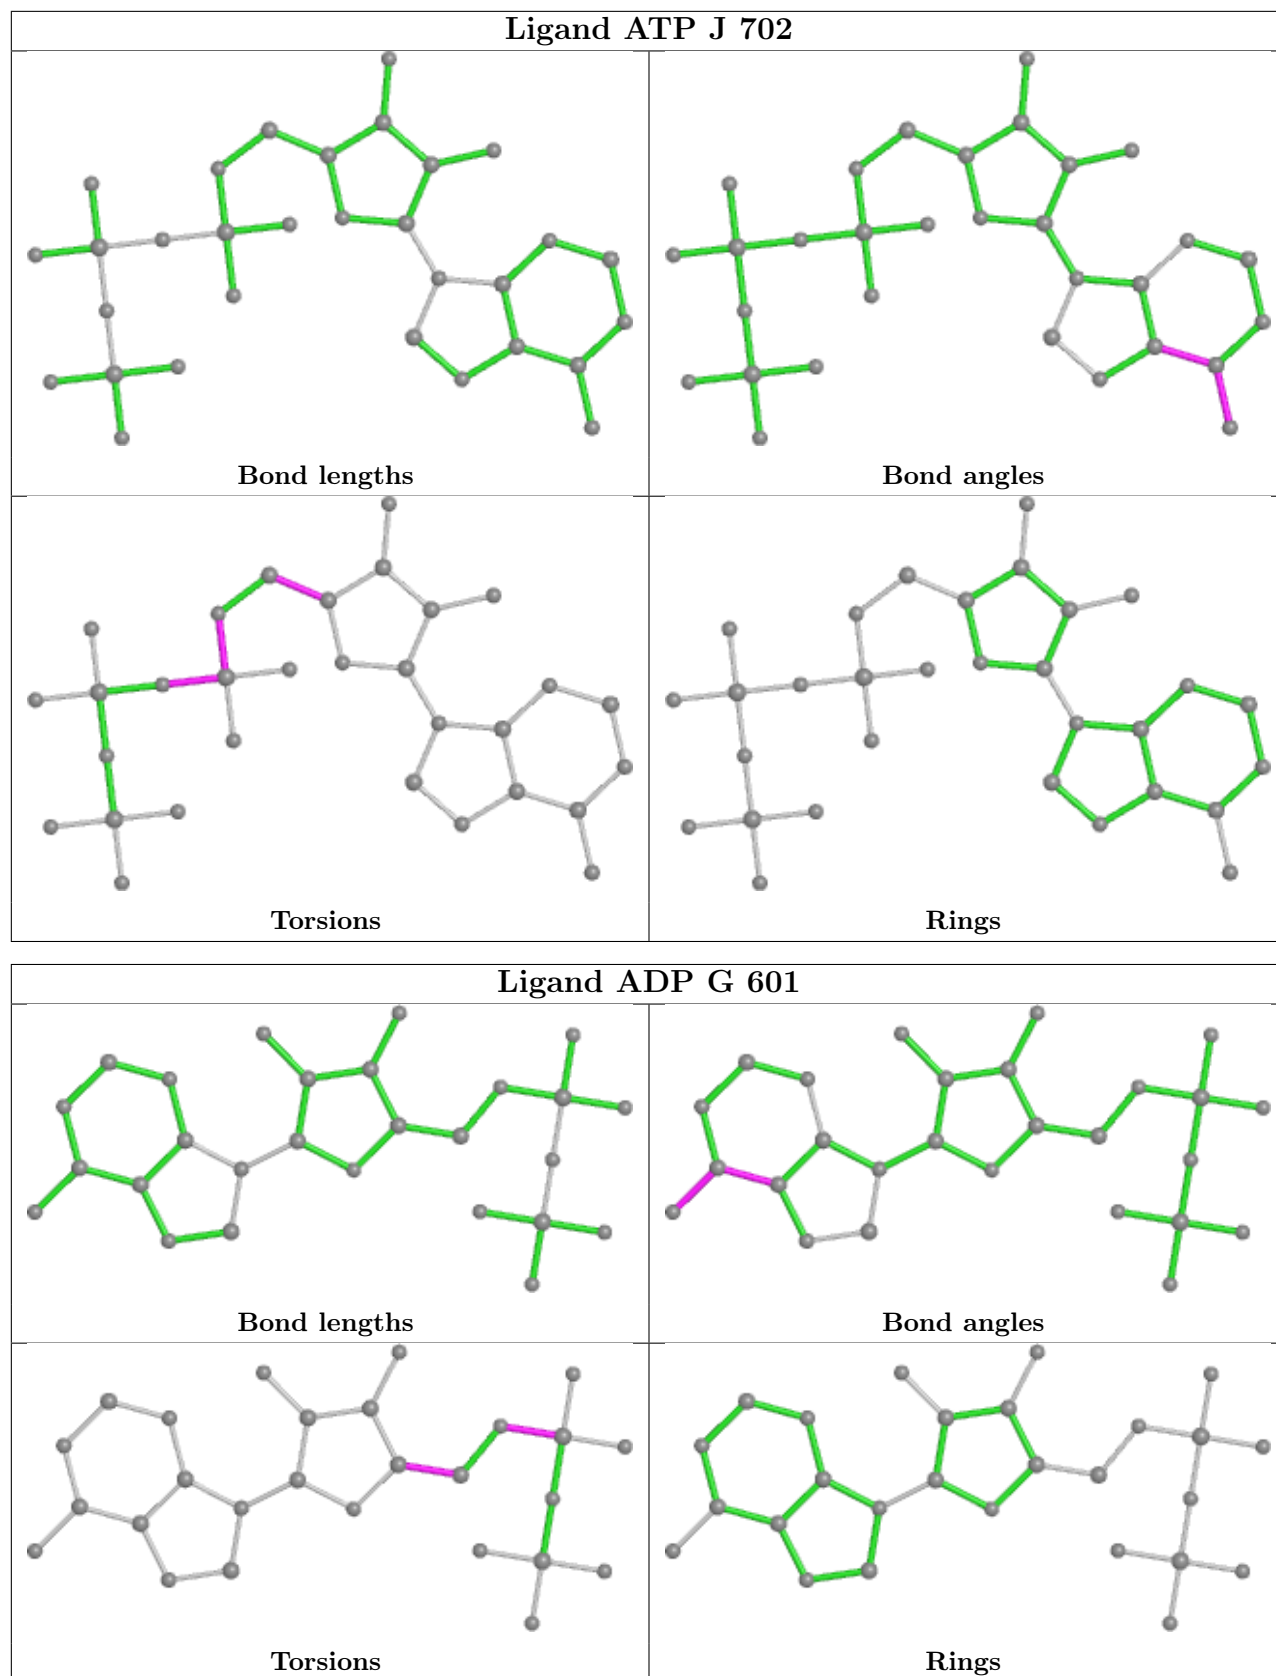 Ligand ATP J 702
Bond lengths
Bond angles
Torsions
Rings
Ligand ADP G 601
Bond lengths
Bond angles
Torsions
Rings